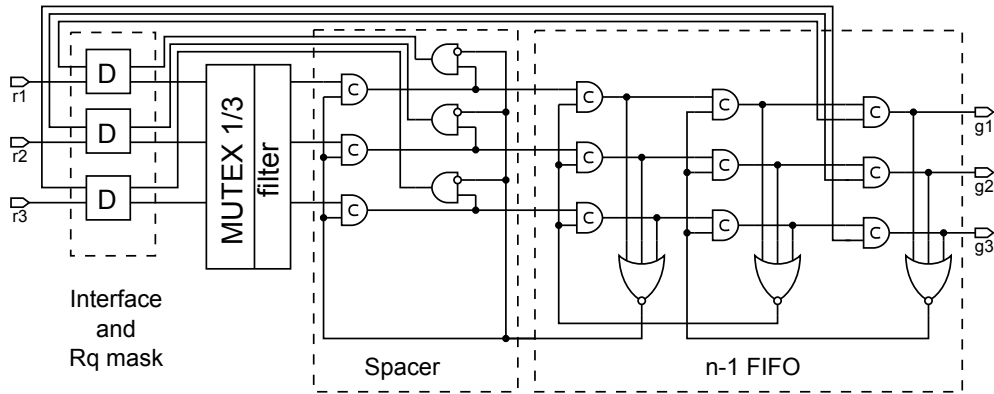 D
r1
D
r2
D
r3
MUTEX 1/3
filter
C
C
C
C
C
C
C
C
C
C
C
C
g1
g2
g3
Interface
and
Rq mask
Spacer
n-1 FIFO